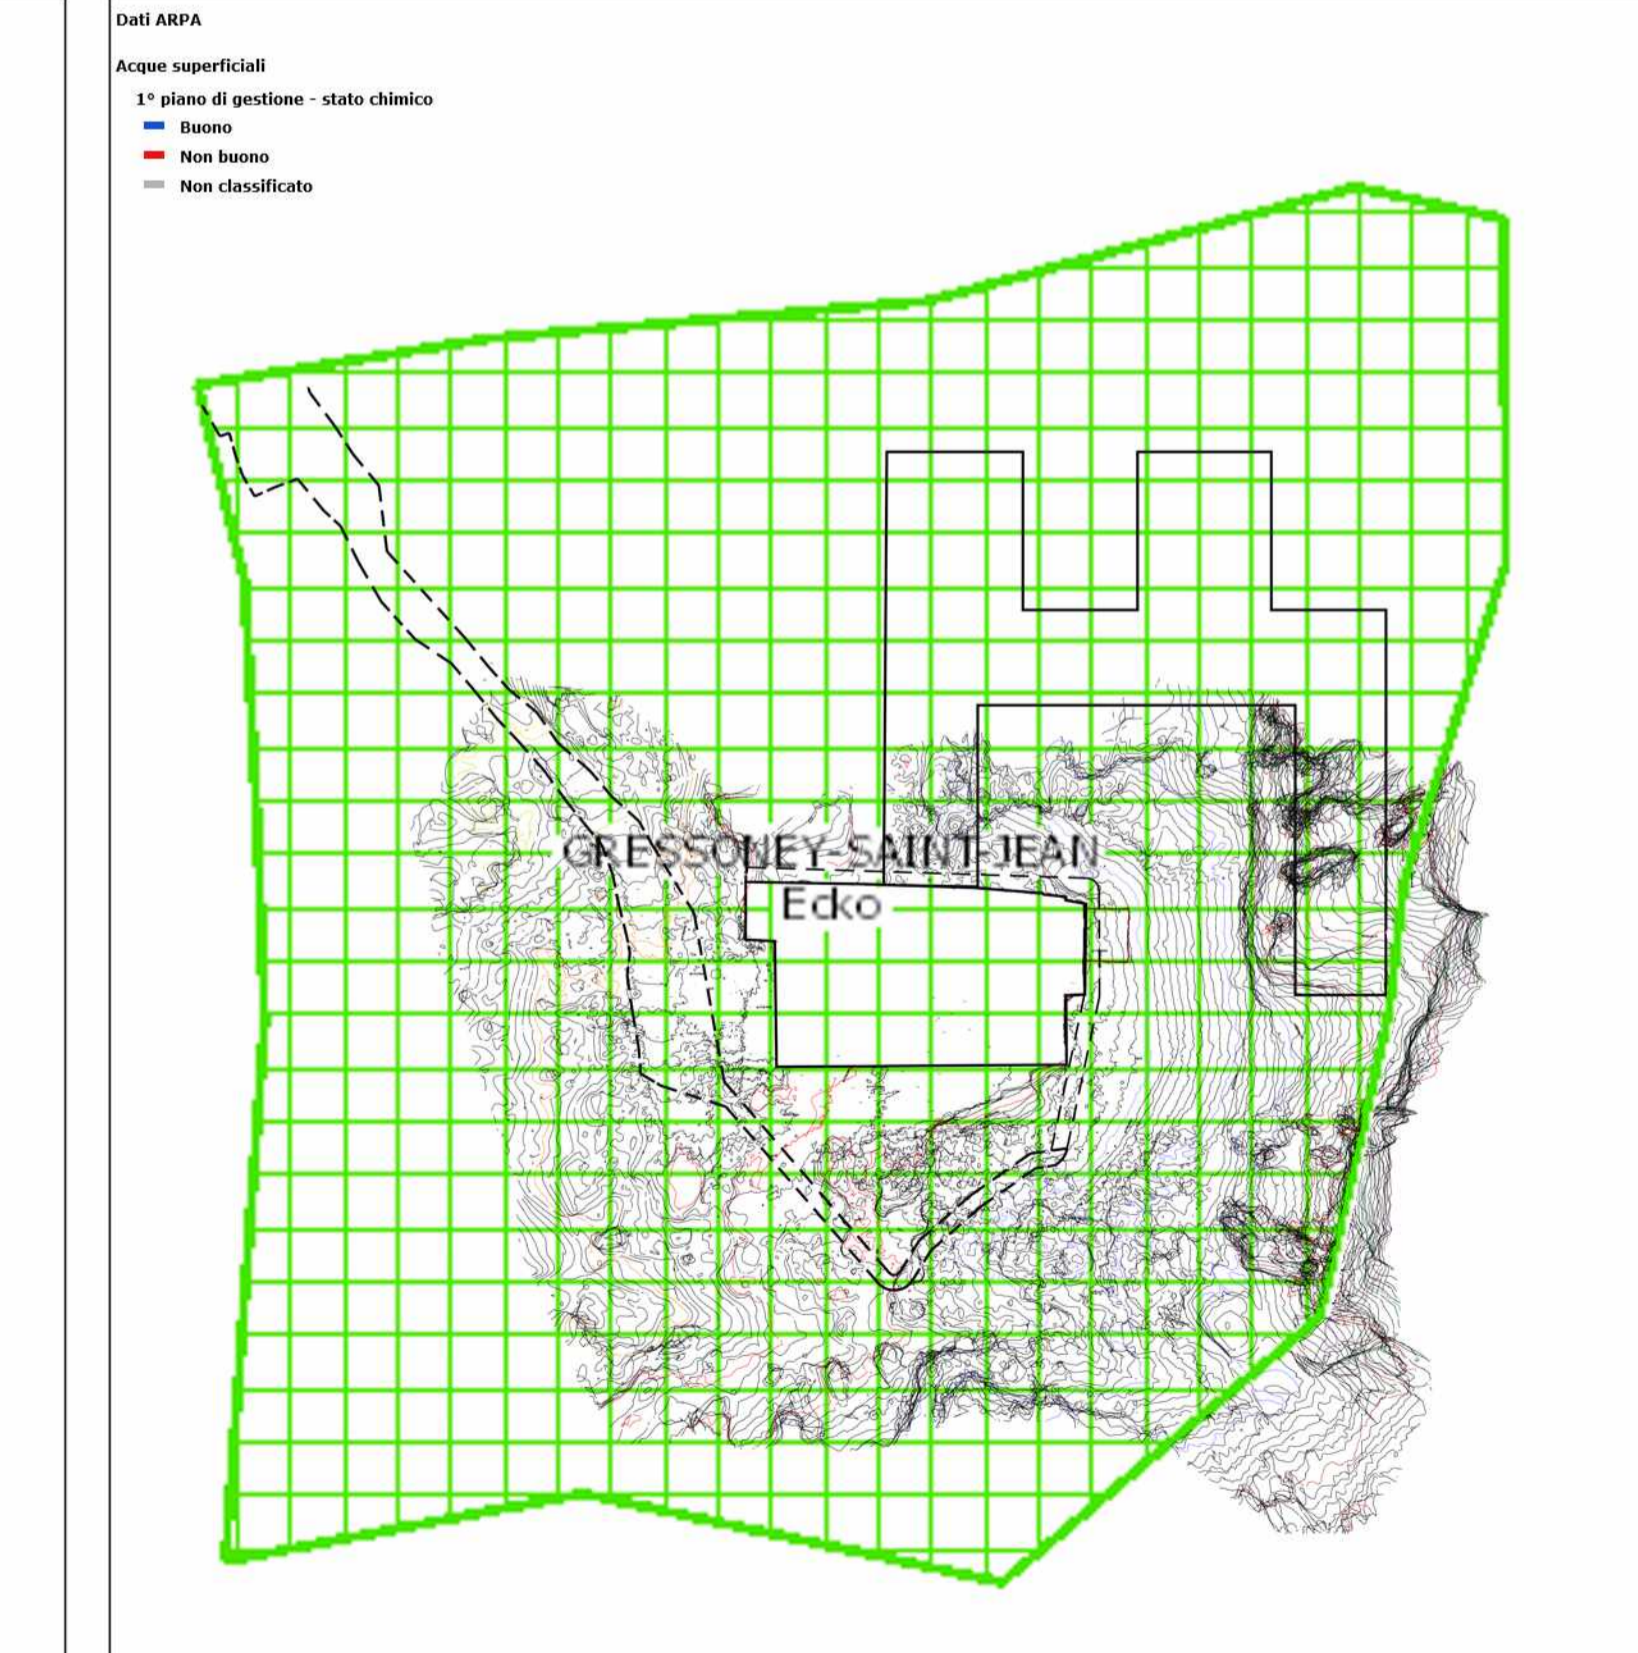 Dati ARPA
Acque superficiali
1° piano di gestione - stato chimico
Buono
Non buono
Non classificato
GRESSONEY-SAINT-JEAN
Ecko